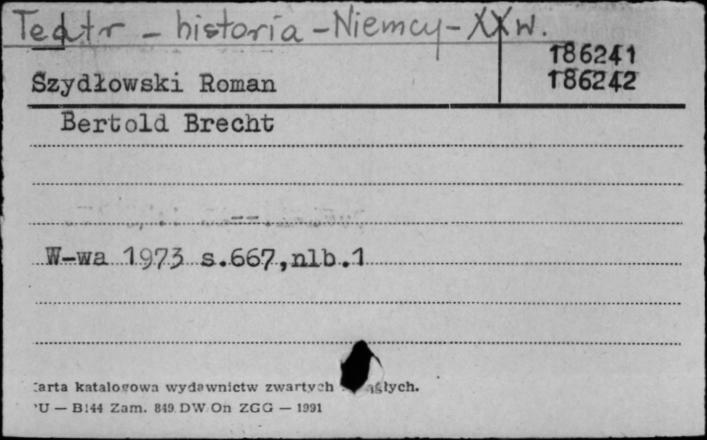 Teatr – historia – Niemcy – XX w.
186241
Szydłowski Roman 186242
Bertold Brecht
W-wa 1973 s.667,nlb.1
arta katalogowa wydawnictw zwartych głych.
U — B144 Zam. 849 DW On ZGG — 1991